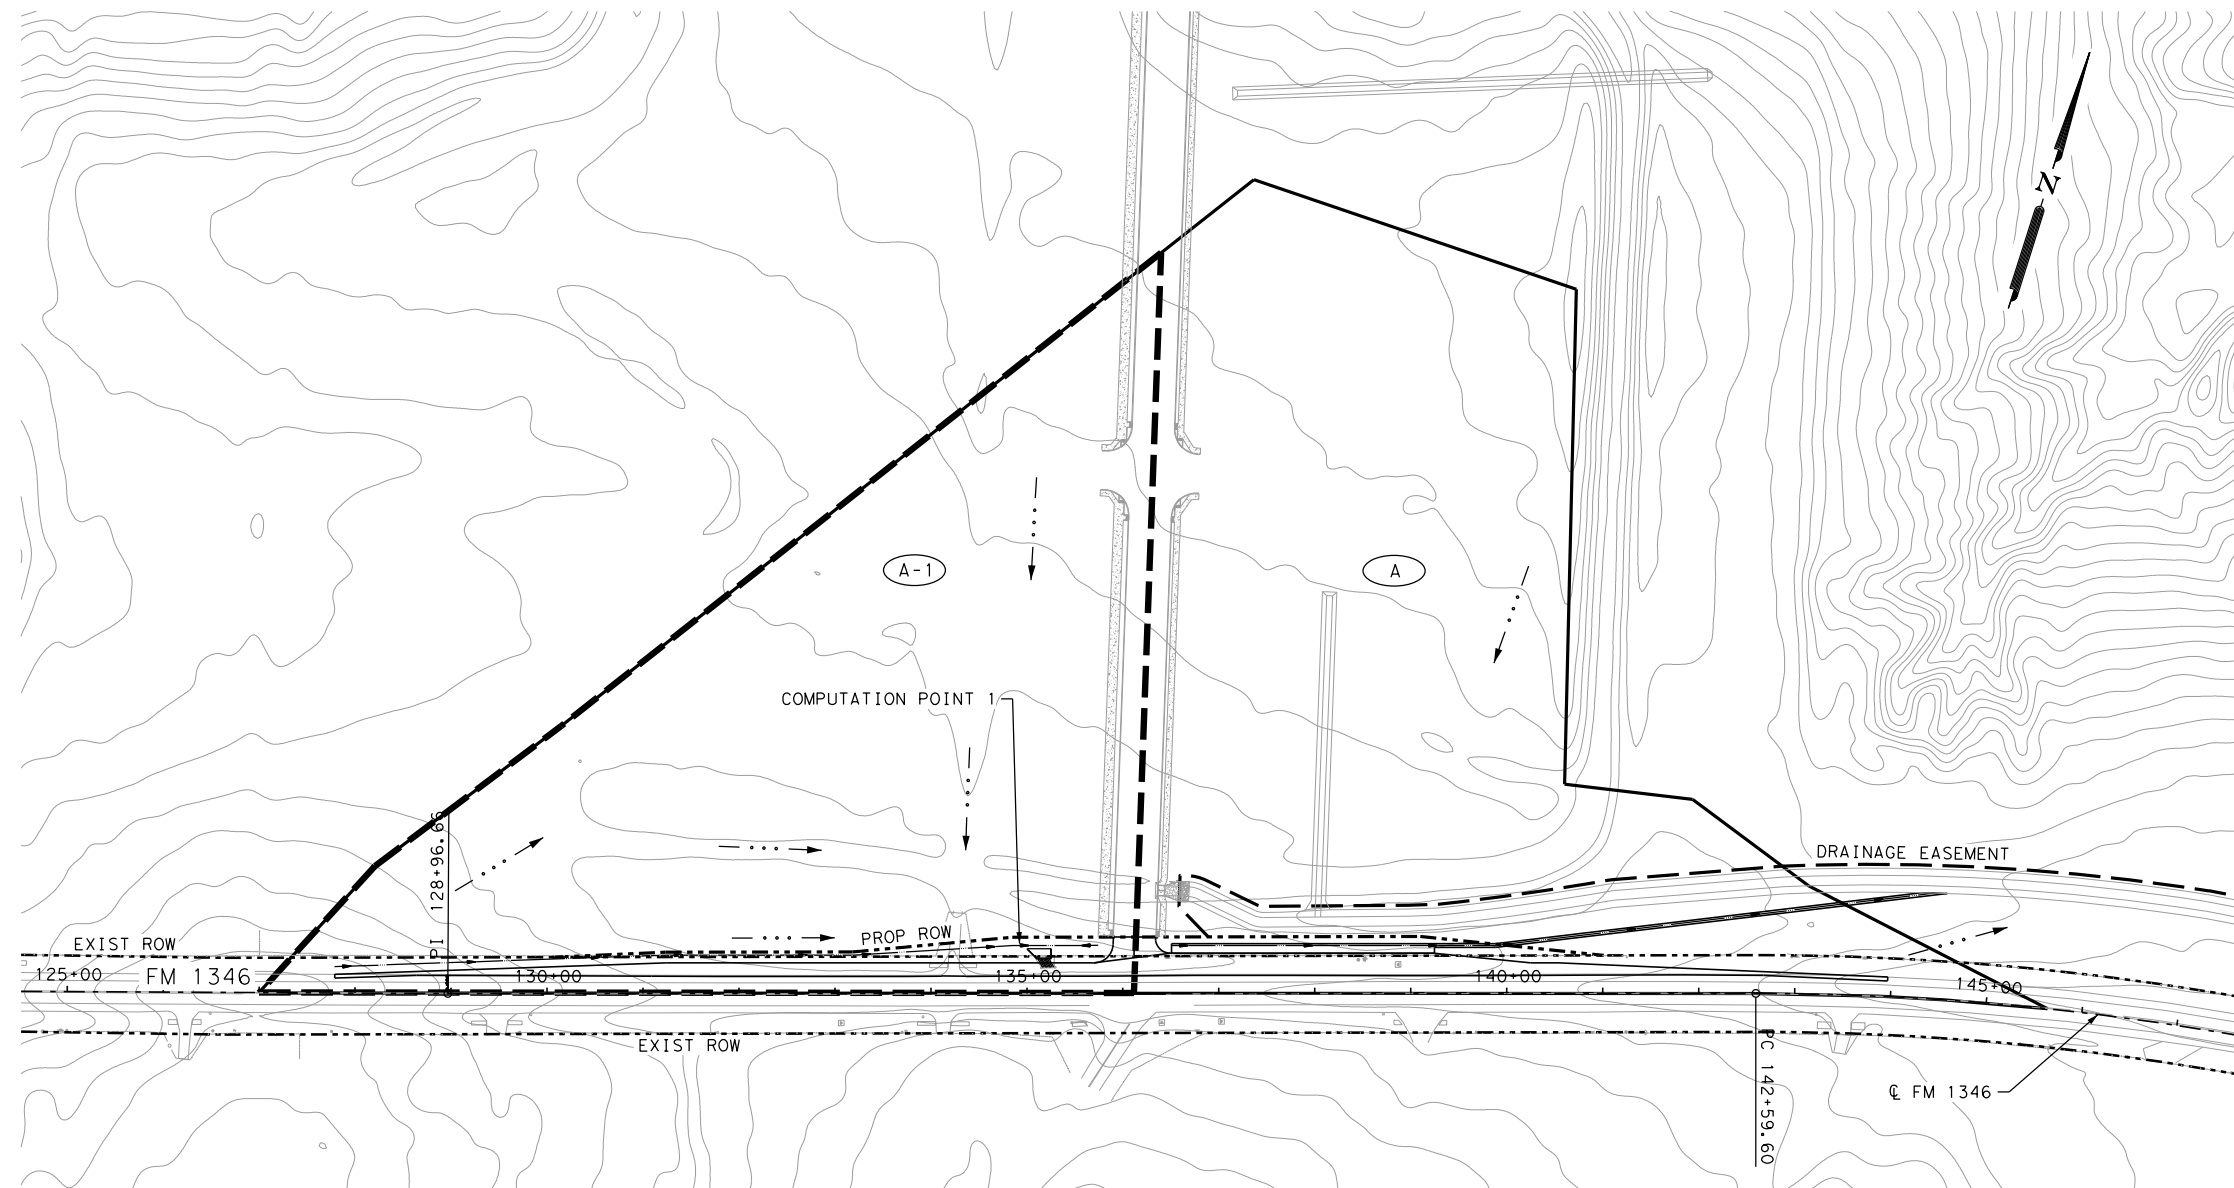 N
A-1
A
COMPUTATION POINT 1
DRAINAGE EASEMENT
PI 128+96.66
EXIST ROW
PROP ROW
125+00
FM 1346
130+00
135+00
140+00
145+00
EXIST ROW
PC 142+59.60
℄ FM 1346